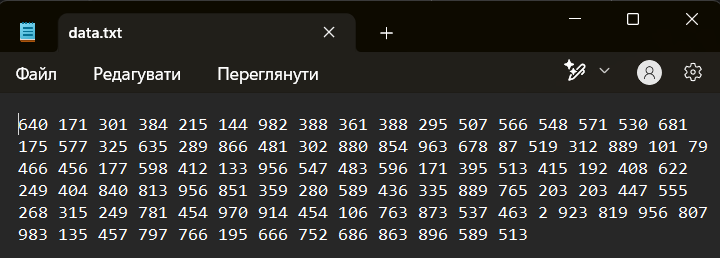 data.txt
Файл Редагувати Переглянути
640 171 301 384 215 144 982 388 361 388 295 507 566 548 571 530 681
175 577 325 635 289 866 481 302 880 854 963 678 87 519 312 889 101 79
466 456 177 598 412 133 956 547 483 596 171 395 513 415 192 408 622
249 404 840 813 956 851 359 280 589 436 335 889 765 203 203 447 555
268 315 249 781 454 970 914 454 106 763 873 537 463 2 923 819 956 807
983 135 457 797 766 195 666 752 686 863 896 589 513